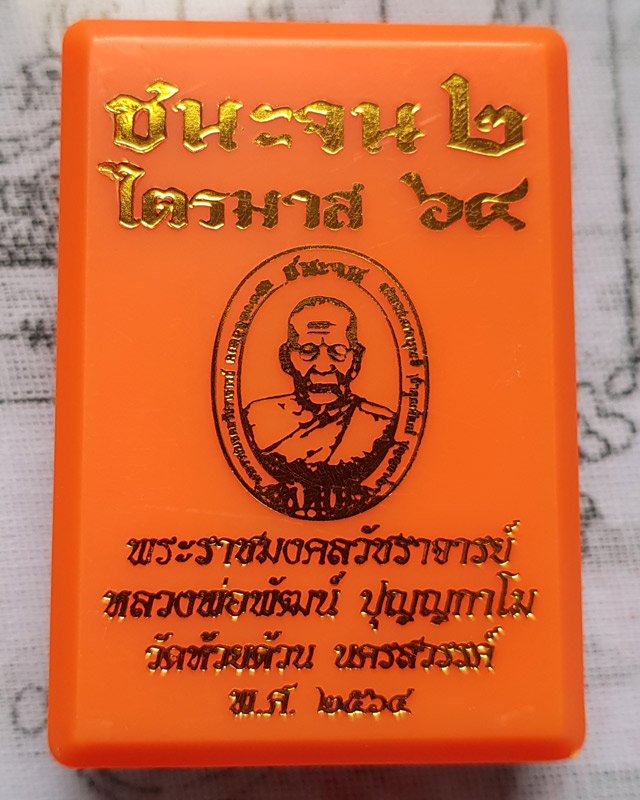 ชนะจน ๒
ไตรมาส ๖๔
ชนะจน
พระราชมงคลวัชราจารย์
หลวงพ่อพัฒน์ ปุญฺญกาโม
วัดห้วยด้วน นครสวรรค์
พ.ศ. ๒๕๖๔